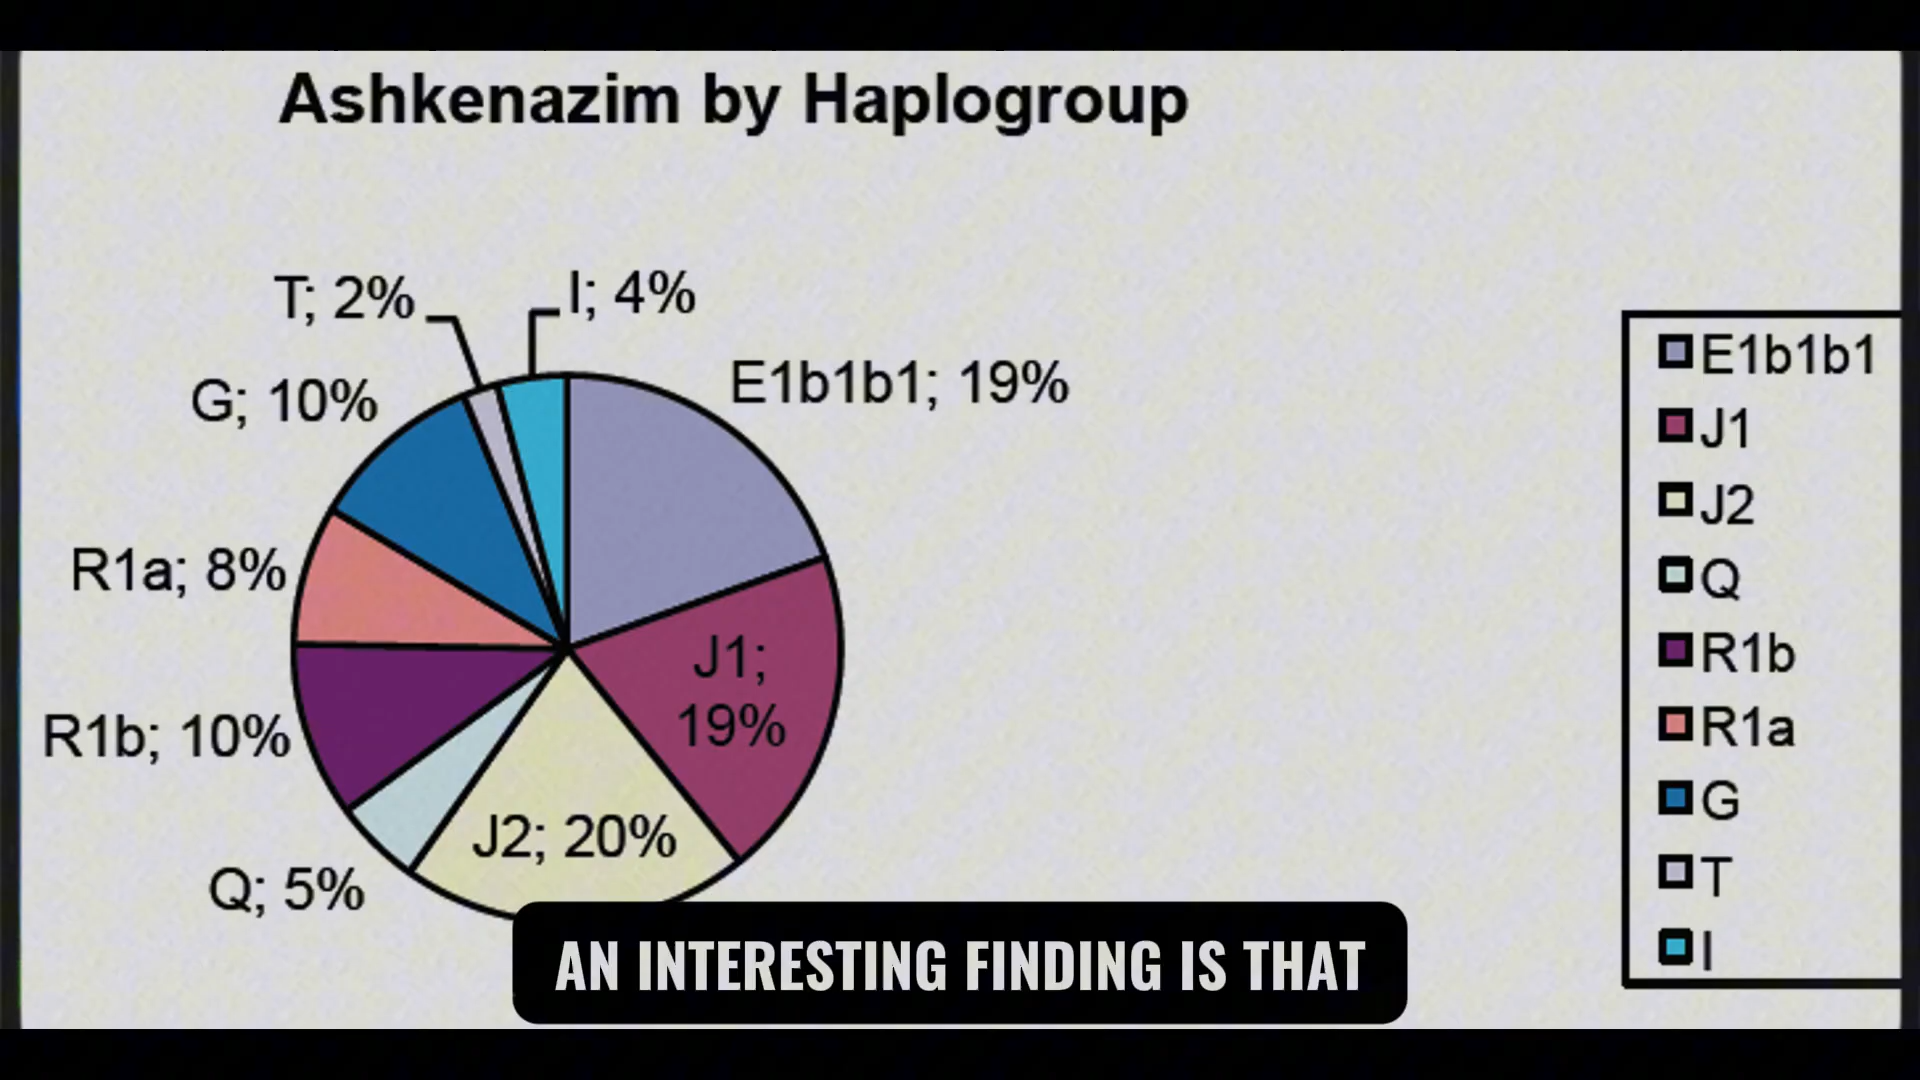 Ashkenazim by Haplogroup
T; 2%
I; 4%
G; 10%
E1b1b1; 19%
R1a; 8%
J1;
19%
R1b; 10%
J2; 20%
Q; 5%
E1b1b1
J1
J2
Q
R1b
R1a
G
T
I
AN INTERESTING FINDING IS THAT